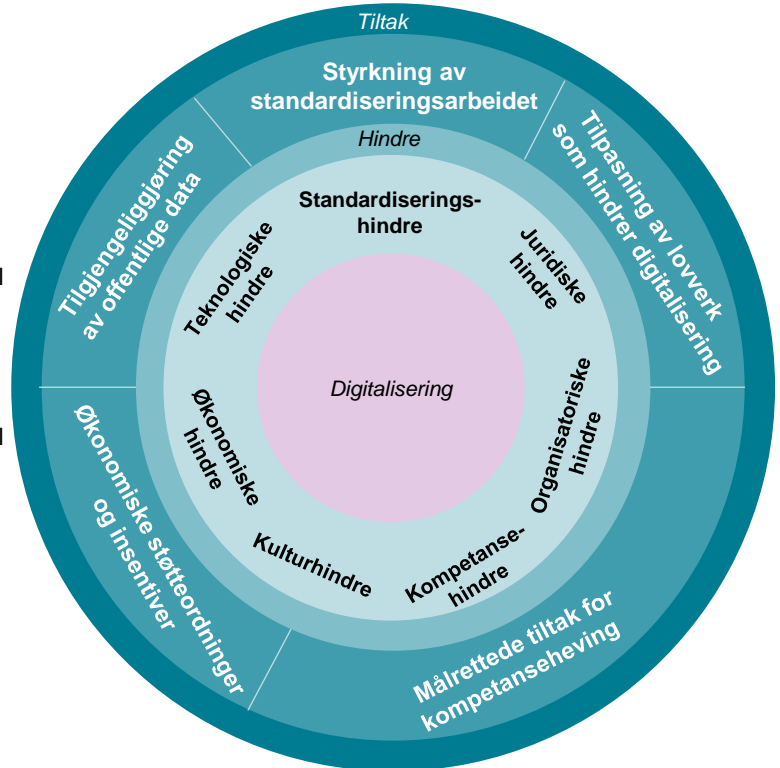 Tiltak
Styrkning av
standardiseringsarbeidet
Tilpasning av lovverk
som hindrer digitalisering
Målrettede tiltak for
kompetanseheving
Økonomiske støtteordninger
og insentiver
Tilgjengeliggjøring
av offentlige data
Hindre
Standardiserings-
hindre
Juridiske
hindre
Organisatoriske
hindre
Kompetanse-
hindre
Kulturhindre
Økonomiske
hindre
Teknologiske
hindre
Digitalisering